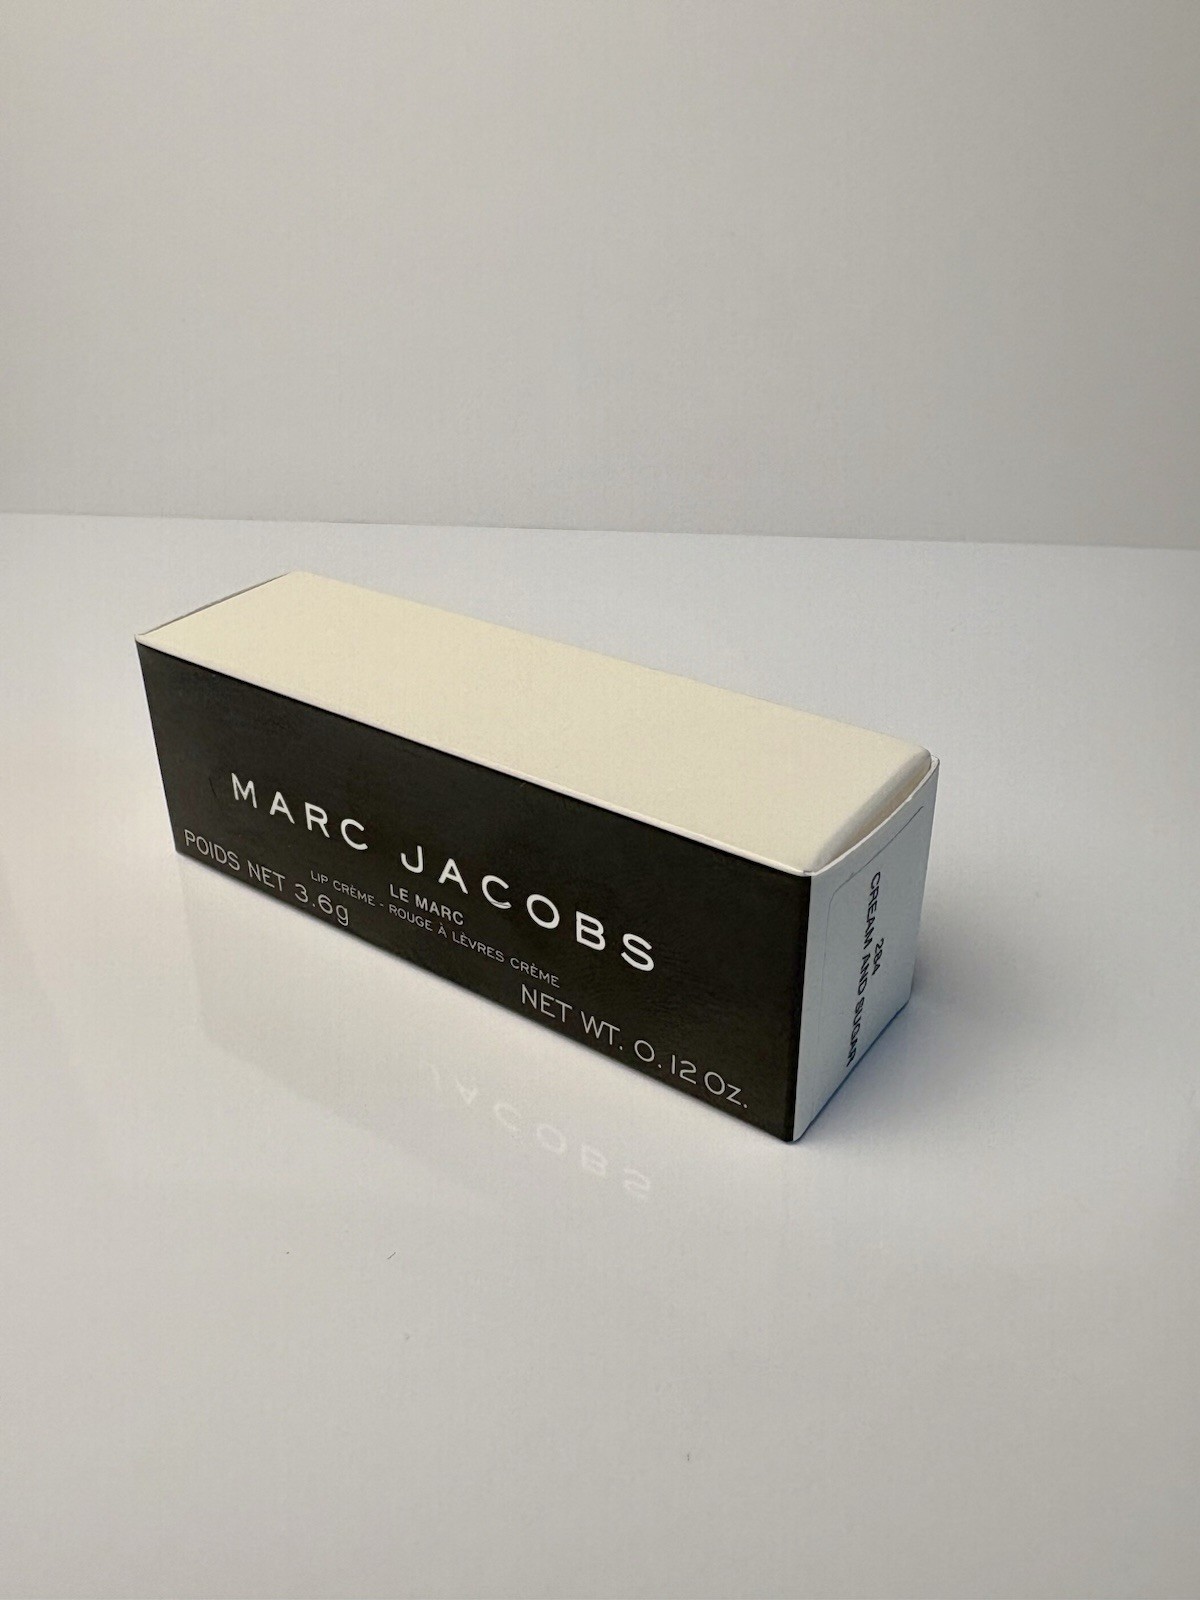 MARC JACOBS
LE MARC
LIP CRÈME - ROUGE À LÈVRES CRÈME
POIDS NET 3.6g
NET WT. 0.12 Oz.
284
CREAM AND SUGAR